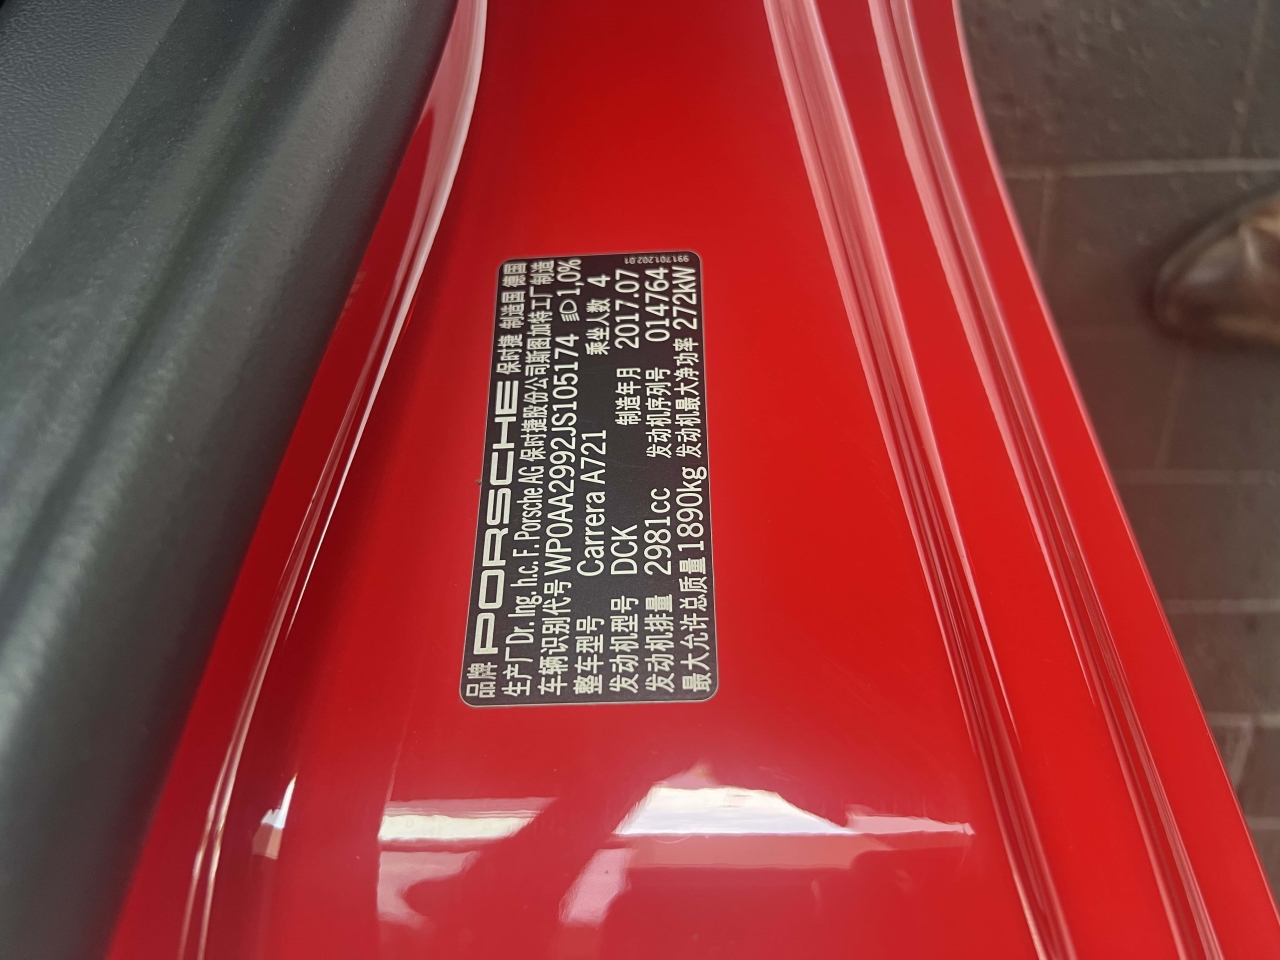 品牌 PORSCHE 保时捷 制造国 德国
生产厂 Dr. Ing. h.c. F. Porsche AG 保时捷股份公司斯图加特工厂制造
车辆识别代号 WP0AA2992JS105174 1,0%
整车型号 Carrera A721 乘坐人数 4
发动机型号 DCK 制造年月 2017.07
发动机排量 2981cc 发动机序列号 014764
最大允许总质量 1890kg 发动机最大净功率 272kW
991.701.202.01